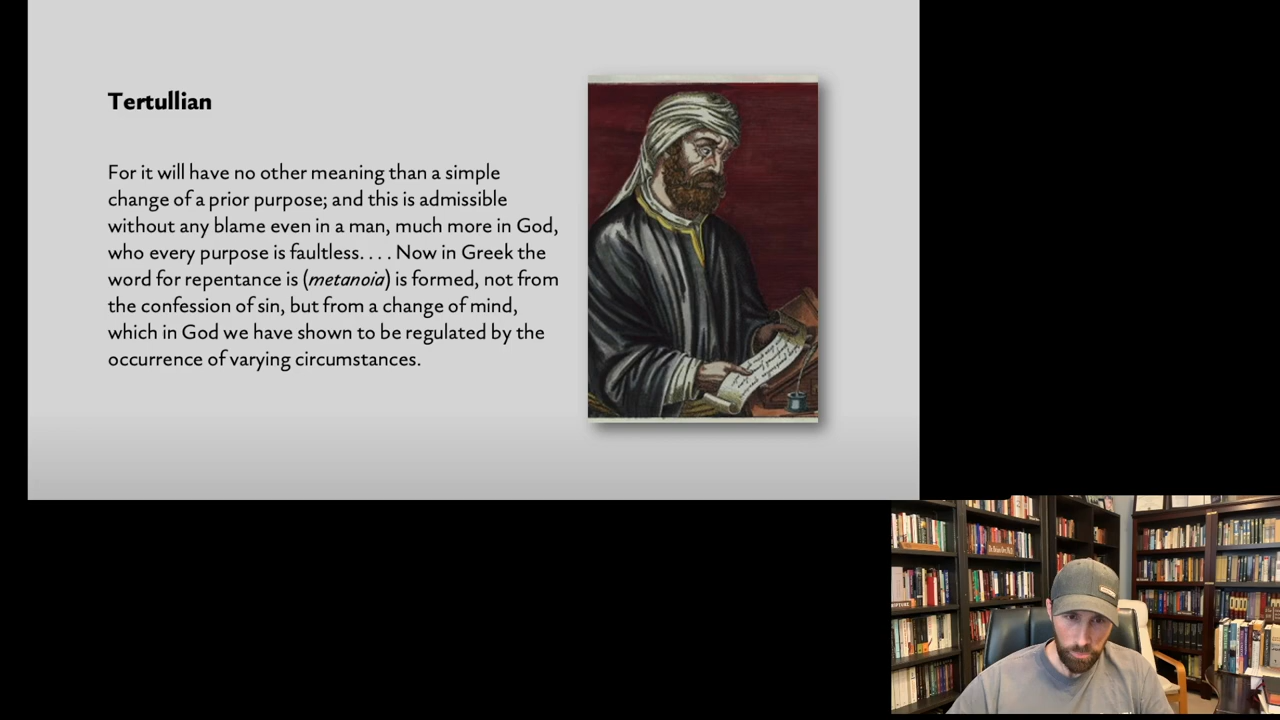 Tertullian
For it will have no other meaning than a simple
change of a prior purpose; and this is admissible
without any blame even in a man, much more in God,
who every purpose is faultless. . . . Now in Greek the
word for repentance is (metanoia) is formed, not from
the confession of sin, but from a change of mind,
which in God we have shown to be regulated by the
occurrence of varying circumstances.